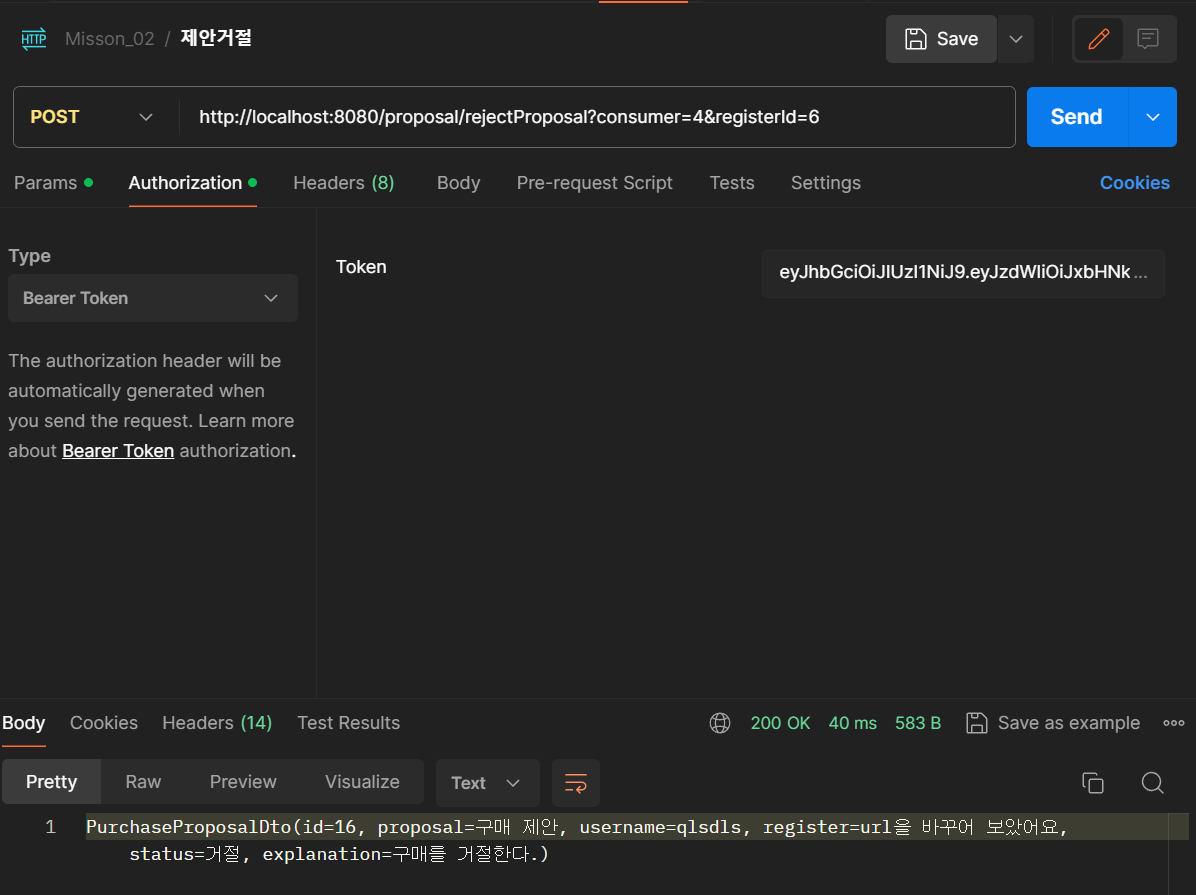 HTTP Misson_02 / 제안거절 Save
POST http://localhost:8080/proposal/rejectProposal?consumer=4&registerId=6 Send
Params Authorization Headers (8) Body Pre-request Script Tests Settings Cookies
Type
Bearer Token
The authorization header will be
automatically generated when
you send the request. Learn more
about Bearer Token authorization.
Token eyJhbGciOiJIUzI1NiJ9.eyJzdWIiOiJxbHNk...
Body Cookies Headers (14) Test Results 200 OK 40 ms 583 B Save as example
Pretty Raw Preview Visualize Text
1 PurchaseProposalDto(id=16, proposal=구매 제안, username=qlsdls, register=url을 바꾸어 보았어요,
status=거절, explanation=구매를 거절한다.)